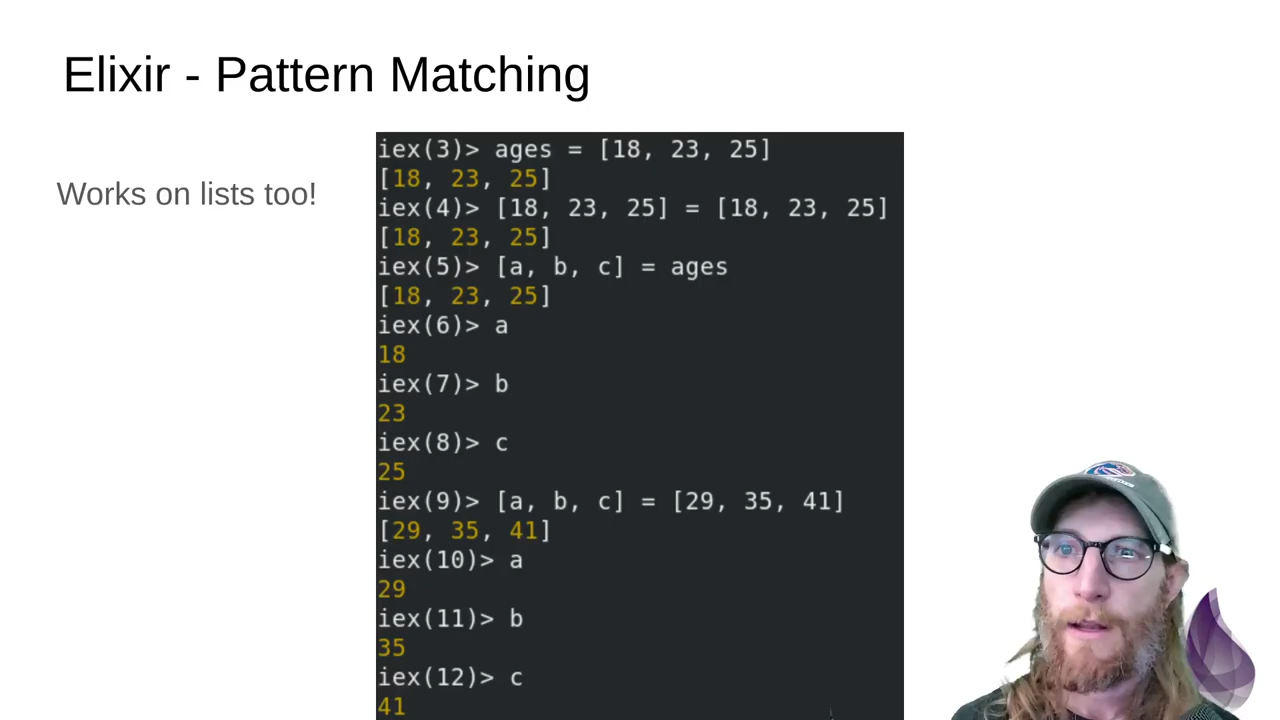 Elixir - Pattern Matching
Works on lists too!
iex(3)> ages = [18, 23, 25]
[18, 23, 25]
iex(4)> [18, 23, 25] = [18, 23, 25]
[18, 23, 25]
iex(5)> [a, b, c] = ages
[18, 23, 25]
iex(6)> a
18
iex(7)> b
23
iex(8)> c
25
iex(9)> [a, b, c] = [29, 35, 41]
[29, 35, 41]
iex(10)> a
29
iex(11)> b
35
iex(12)> c
41